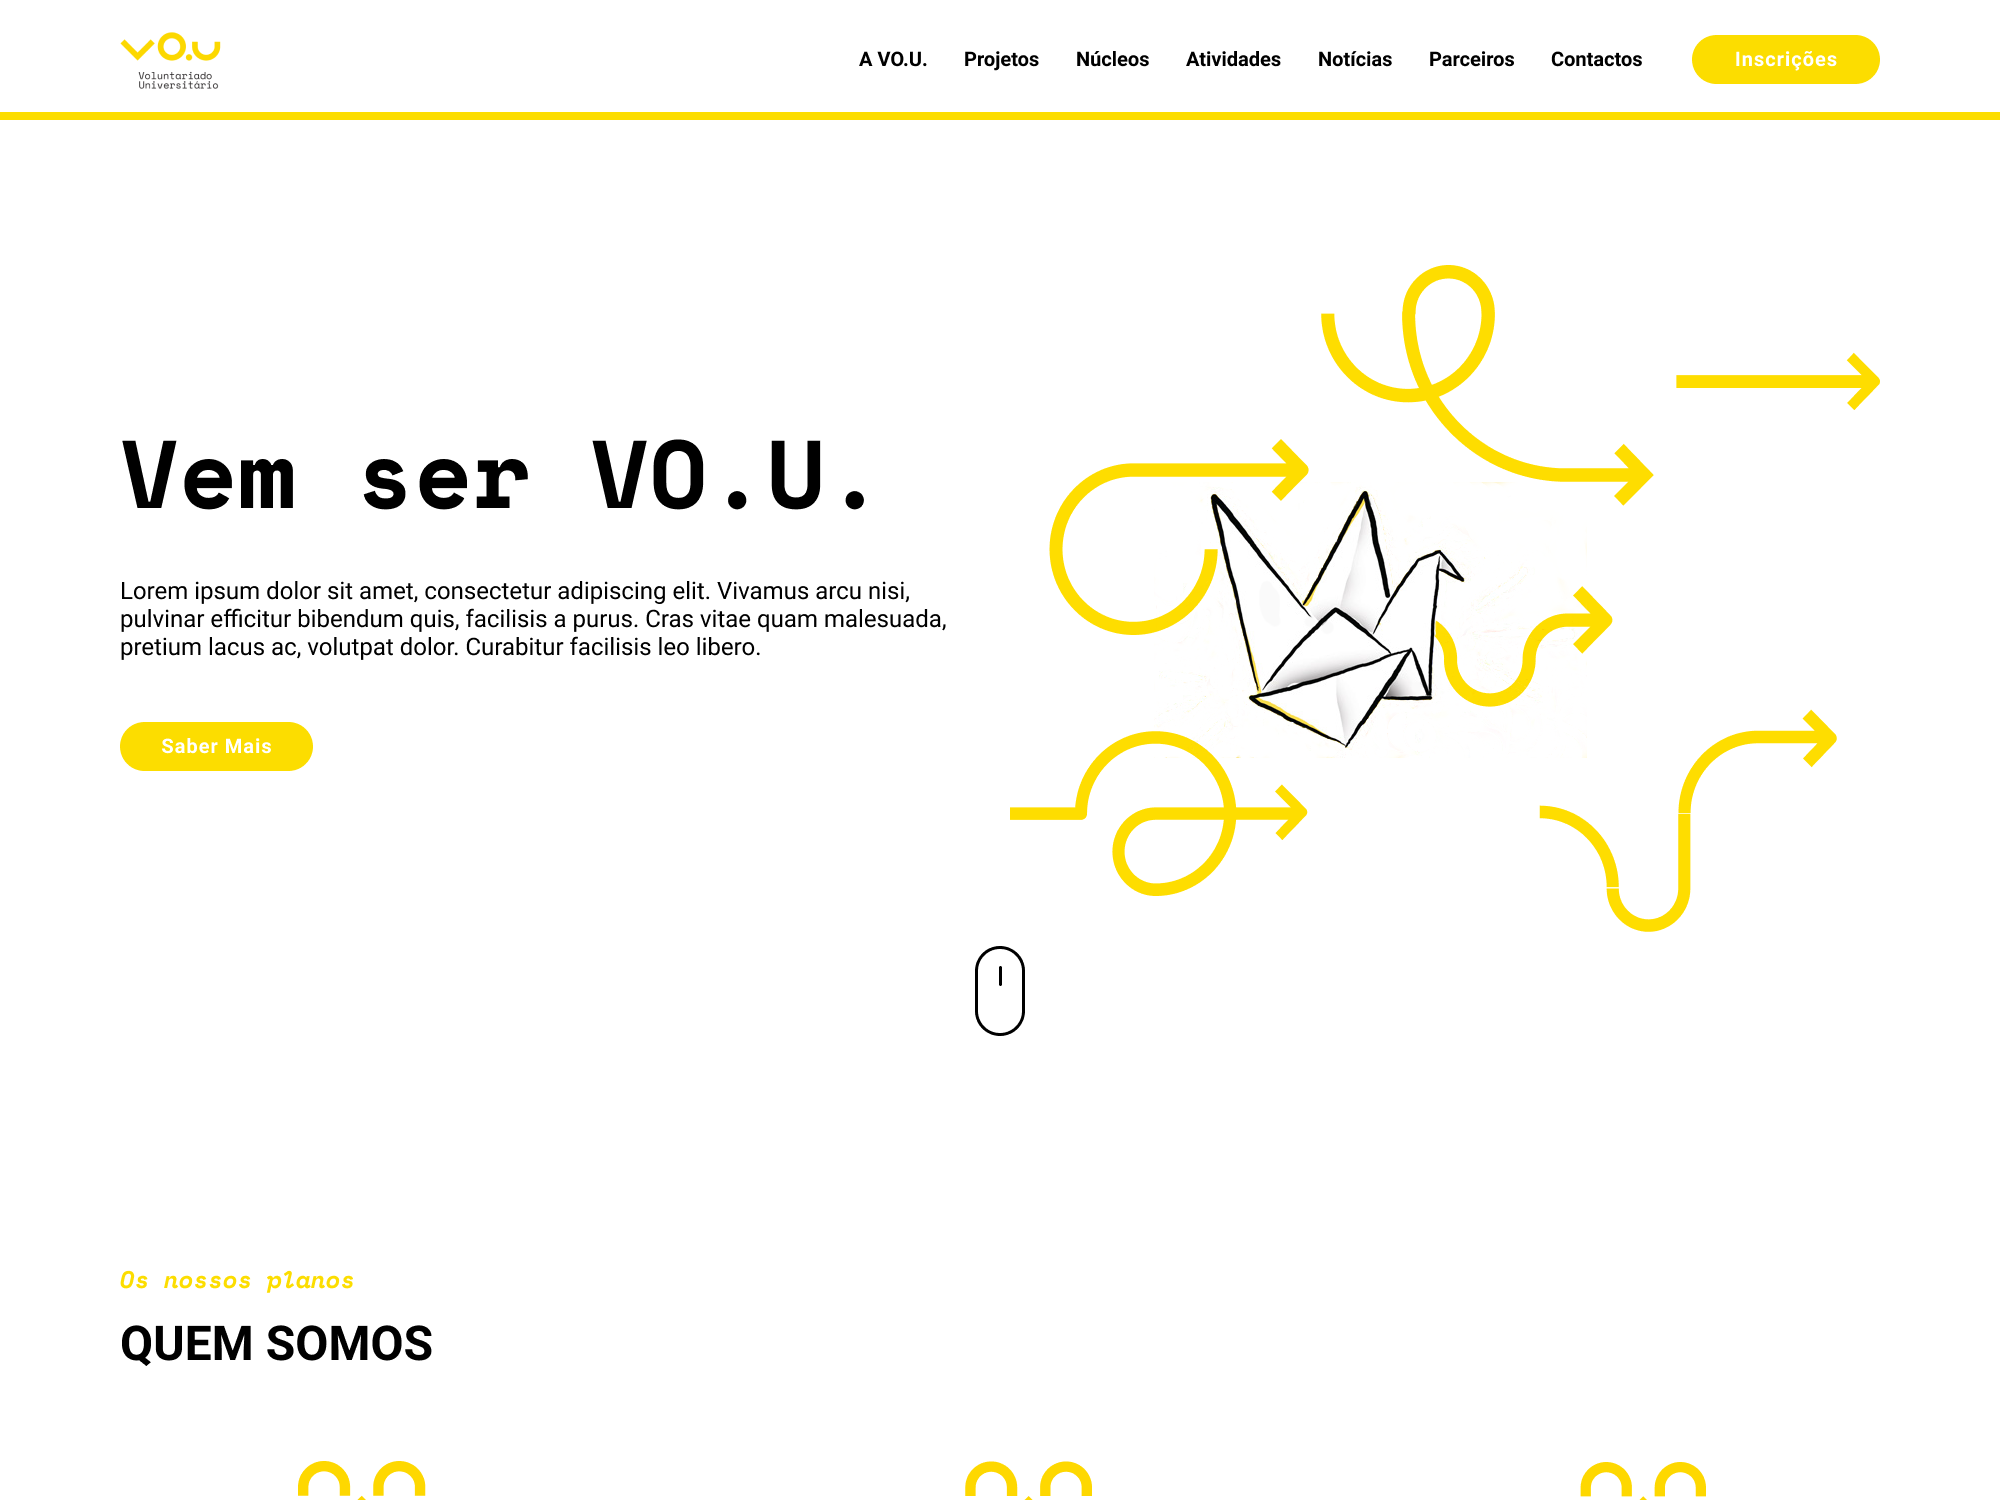 VO.U
Voluntariado
Universitário
A VO.U. Projetos Núcleos Atividades Notícias Parceiros Contactos Inscrições
Vem ser VO.U.
Lorem ipsum dolor sit amet, consectetur adipiscing elit. Vivamus arcu nisi,
pulvinar efficitur bibendum quis, facilisis a purus. Cras vitae quam malesuada,
pretium lacus ac, volutpat dolor. Curabitur facilisis leo libero.
Saber Mais
Os nossos planos
QUEM SOMOS